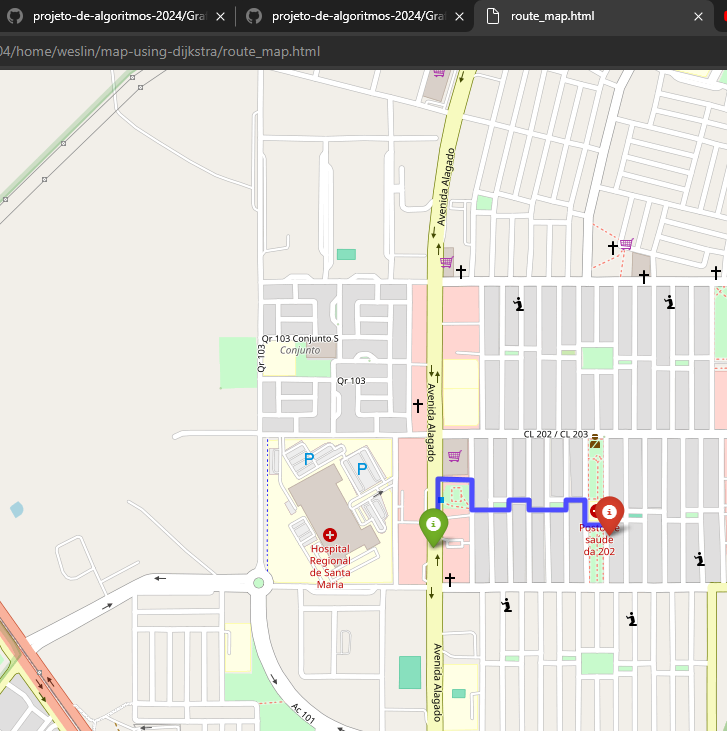 projeto-de-algoritmos-2024/Gra
projeto-de-algoritmos-2024/Gra
route_map.html
04/home/weslin/map-using-dijkstra/route_map.html
Avenida Alagado
Qr 103 Conjunto S
Conjunto
Qr 103
Qr 103
Avenida Alagado
CL 202 / CL 203
P
P
i
i
Hospital
Regional
de Santa
Maria
saúde
da 202
Avenida Alagado
Ac 101